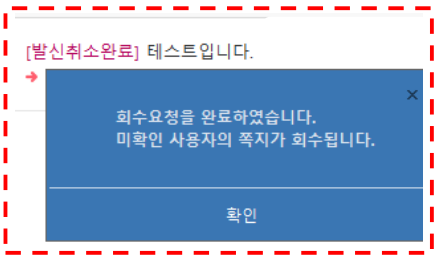 [발신취소완료] 테스트입니다.
회수요청을 완료하였습니다.
미확인 사용자의 쪽지가 회수됩니다.
확인